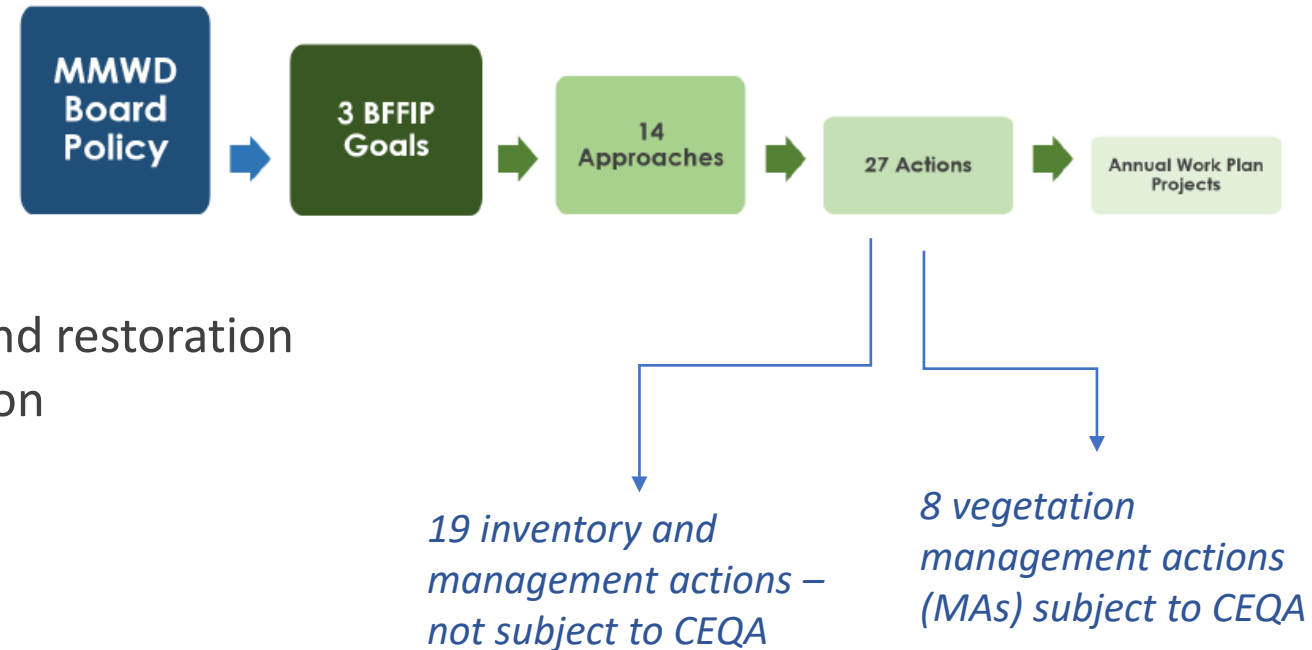 MMWD
Board
Policy
3 BFFIP
Goals
14
Approaches
27 Actions
Annual Work Plan
Projects
nd restoration
on
19 inventory and
management actions –
not subject to CEQA
8 vegetation
management actions
(MAs) subject to CEQA